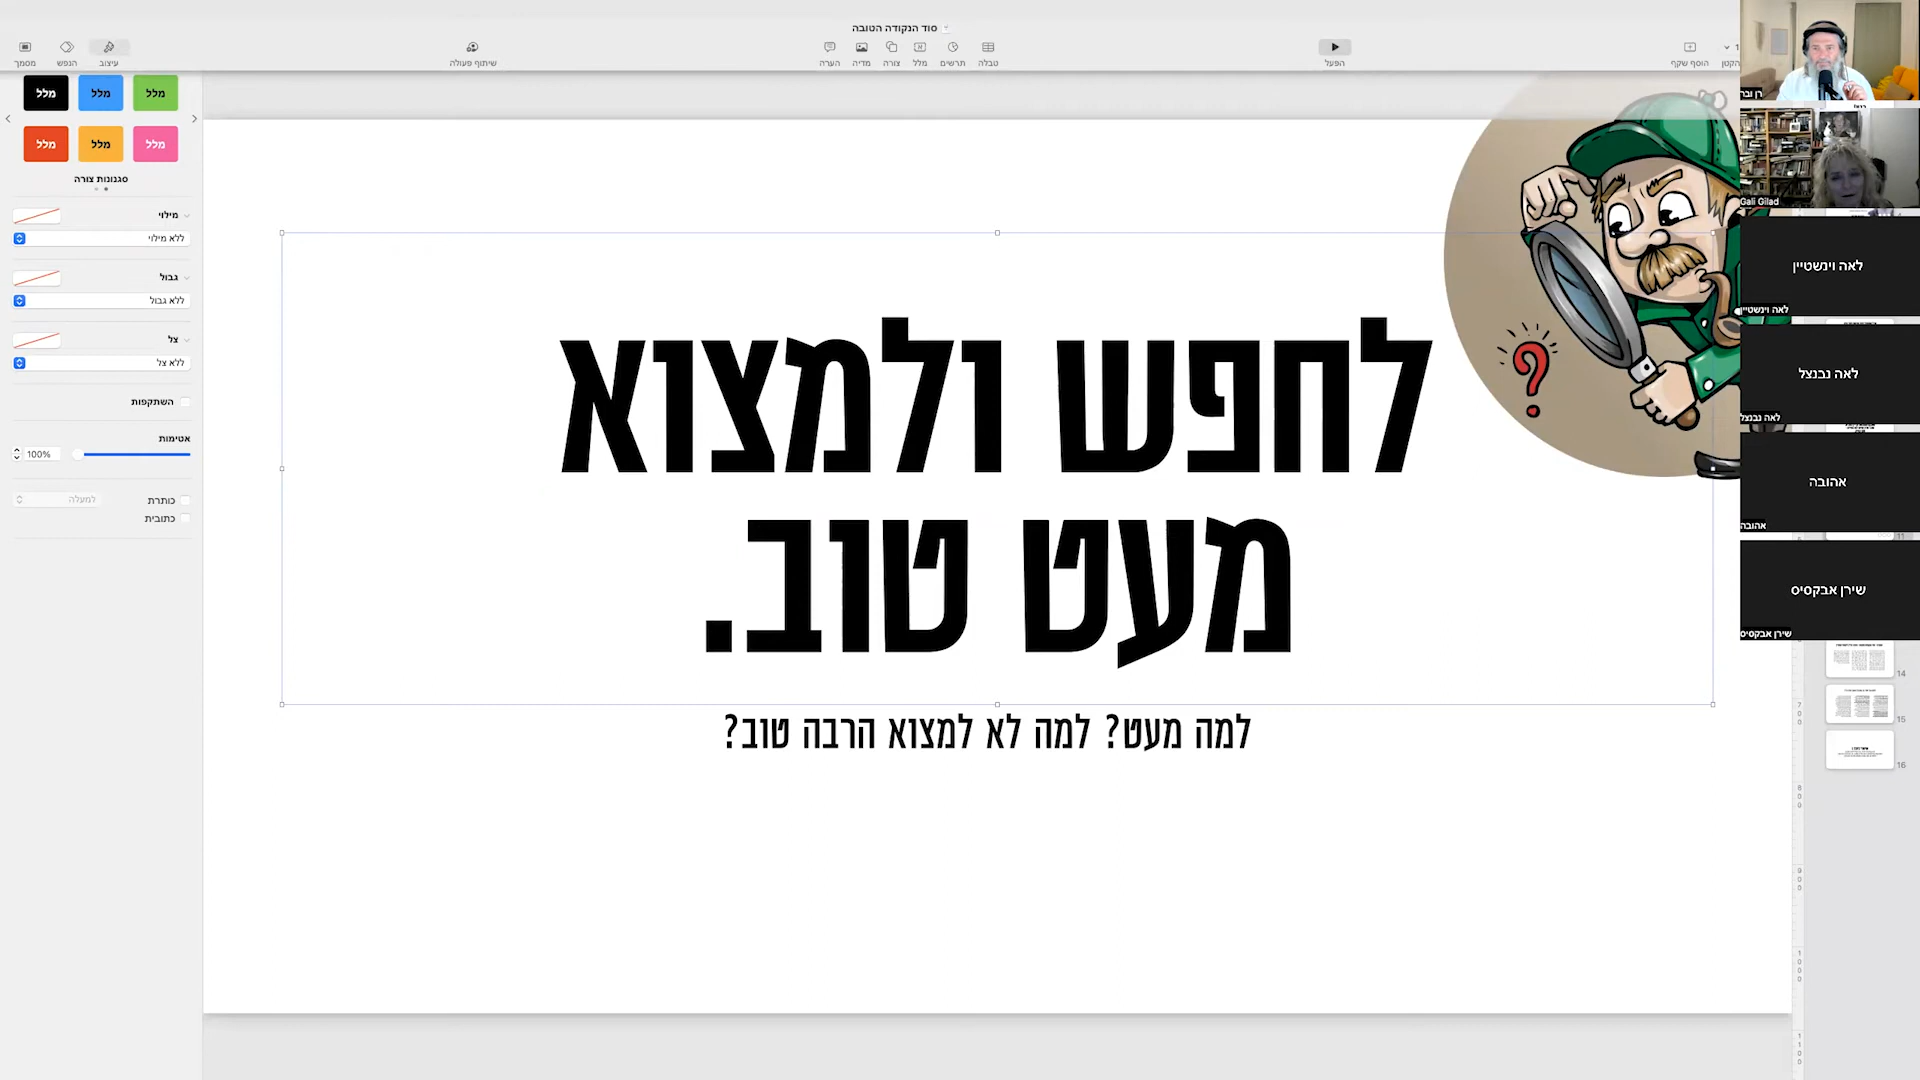 סוד הנקודה הטובה
מסמך
הנפש
עיצוב
שיתוף פעולה
הערה
מדיה
צורה
מלל
תרשים
טבלה
הפעל
הוסף שקף
מלל מלל מלל
מלל מלל מלל
סגנונות צורה
מילוי
ללא מילוי
גבול
ללא גבול
צל
ללא צל
השתקפות
אטימות
100%
כותרת
למעלה
כתובית
לחפש ולמצוא
מעט טוב.
למה מעט? למה לא למצוא הרבה טוב?
?
Gali Gilad
לאה וינשטיין
לאה וינשטיין
לאה נבנצל
לאה נבנצל
אהובה
אהובה
שירן אבקסיס
שירן אבקסיס
11
14
15
16